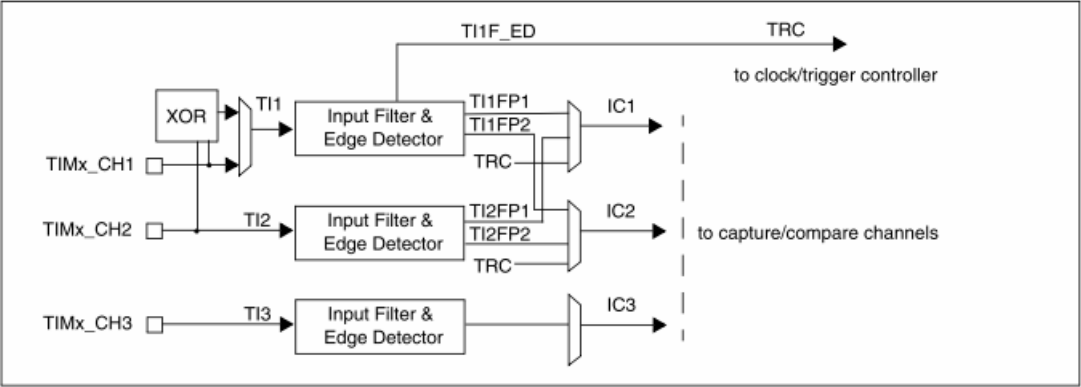 TI1F_ED
TRC
to clock/trigger controller
XOR
TI1
Input Filter &
Edge Detector
TI1FP1
TI1FP2
TRC
IC1
TIMx_CH1
TIMx_CH2
TI2
Input Filter &
Edge Detector
TI2FP1
TI2FP2
TRC
IC2
to capture/compare channels
TIMx_CH3
TI3
Input Filter &
Edge Detector
IC3